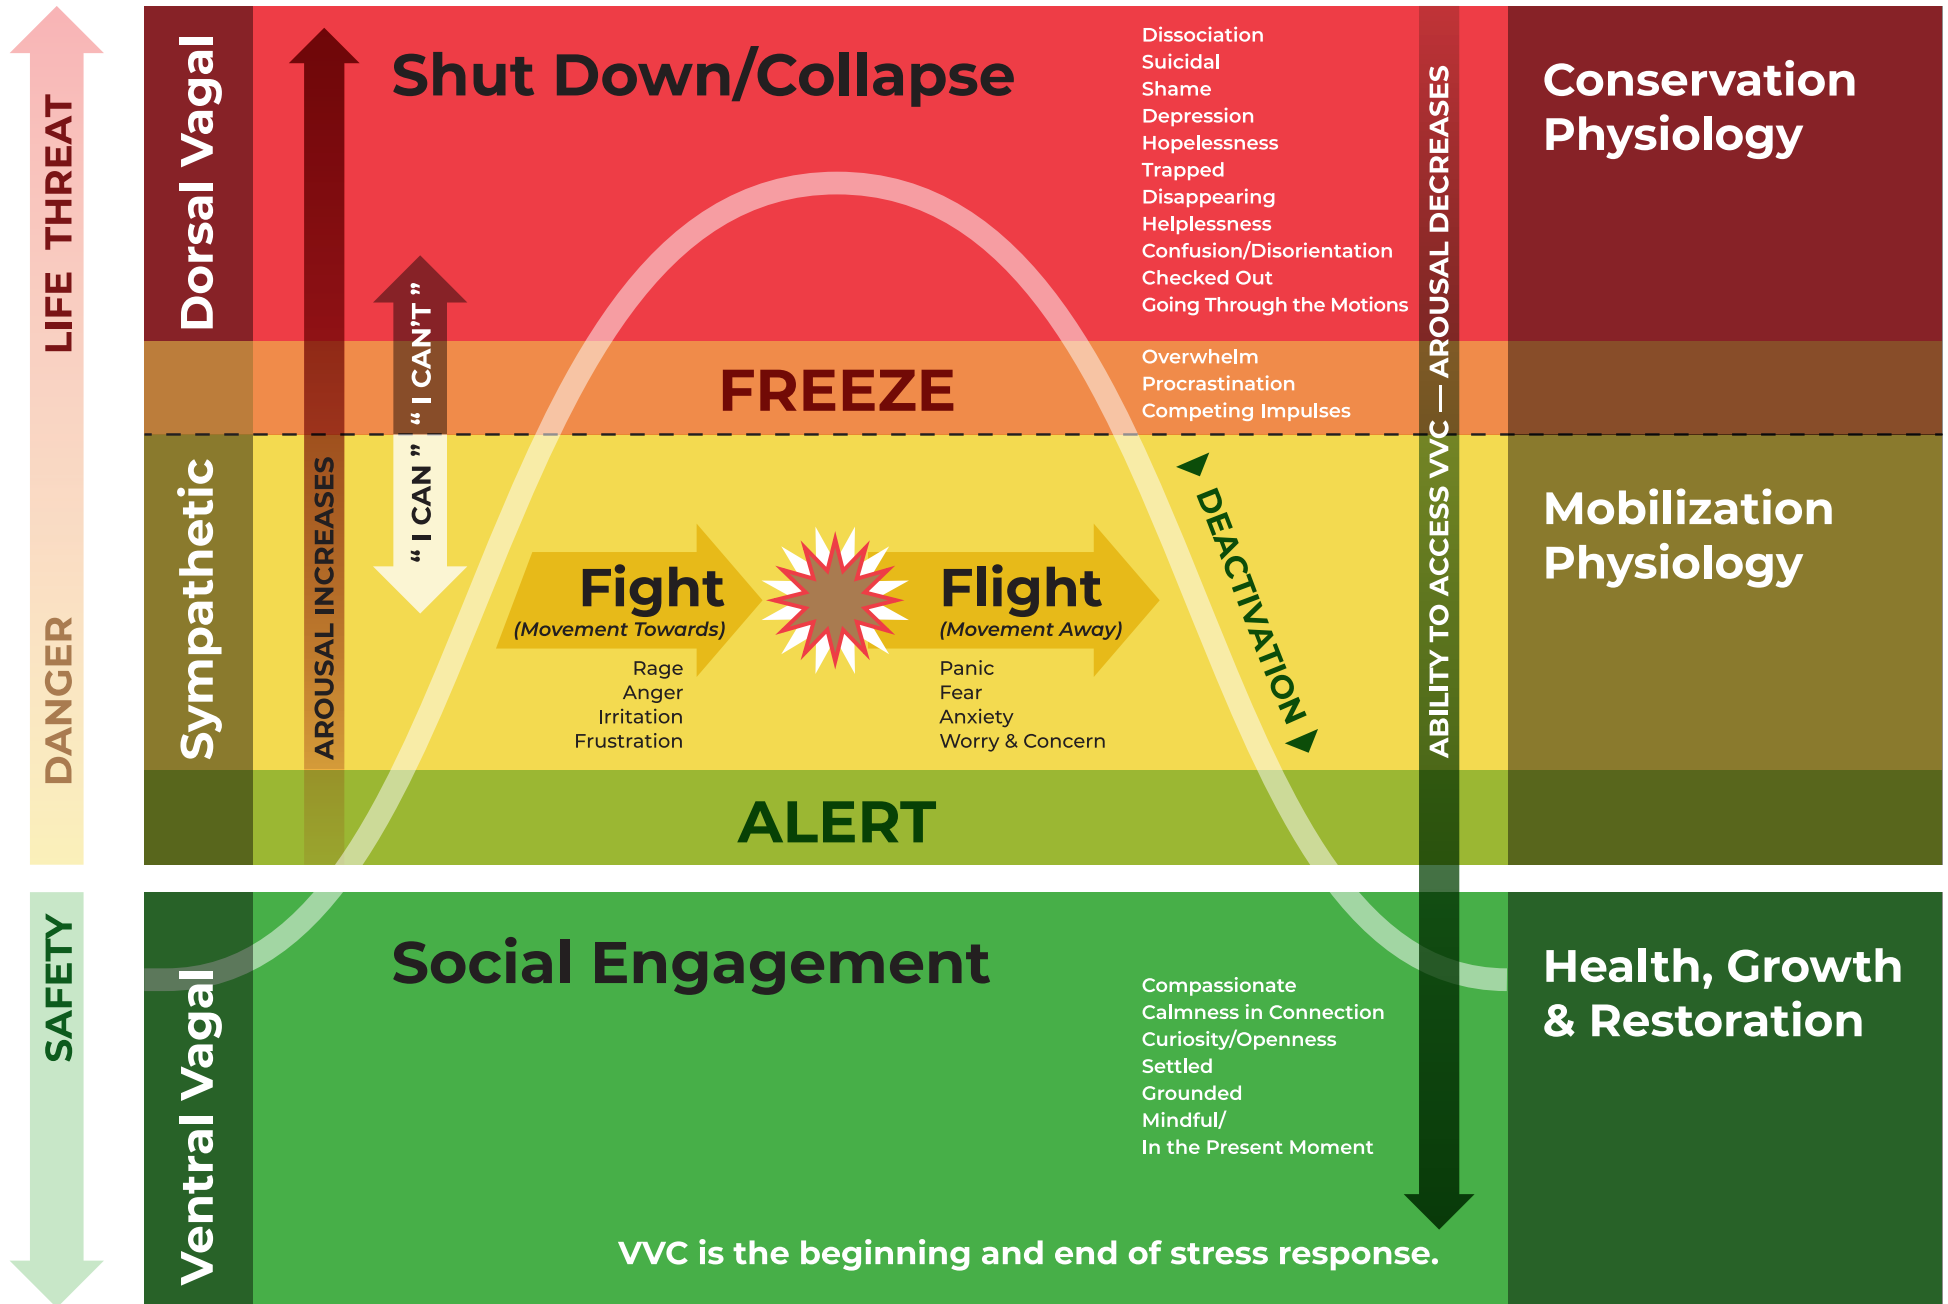 LIFE THREAT
DANGER
SAFETY
Dorsal Vagal
Shut Down/Collapse
Dissociation
Suicidal
Shame
Depression
Hopelessness
Trapped
Disappearing
Helplessness
Confusion/Disorientation
Checked Out
Going Through the Motions
Conservation
Physiology
“ I CAN’T ”
“ I CAN ”
AROUSAL INCREASES
FREEZE
Overwhelm
Procrastination
Competing Impulses
ABILITY TO ACCESS VVC — AROUSAL DECREASES
Sympathetic
Fight
(Movement Towards)
Rage
Anger
Irritation
Frustration
Flight
(Movement Away)
Panic
Fear
Anxiety
Worry & Concern
DEACTIVATION
Mobilization
Physiology
ALERT
Ventral Vagal
Social Engagement
Compassionate
Calmness in Connection
Curiosity/Openness
Settled
Grounded
Mindful/
In the Present Moment
Health, Growth
& Restoration
VVC is the beginning and end of stress response.